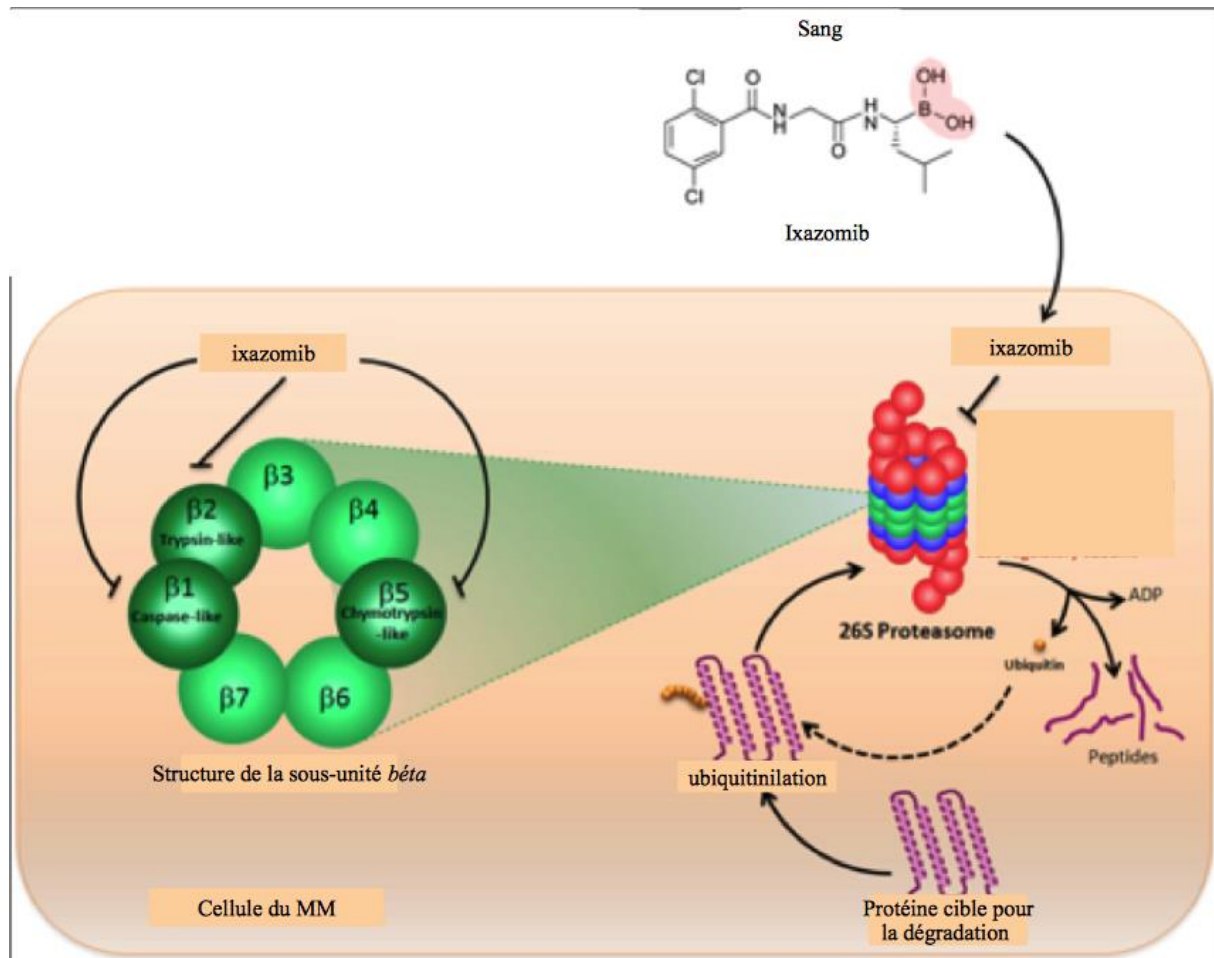 Sang
Cl
O
N
H
O
H
N
B
OH
OH
Cl
Ixazomib
ixazomib
ixazomib
β3
β2
Trypsin-like
β4
β1
Caspase-like
β5
Chymotrypsin
-like
β7
β6
Structure de la sous-unité béta
Cellule du MM
26S Proteasome
ADP
Ubiquitin
Peptides
ubiquitinilation
Protéine cible pour
la dégradation